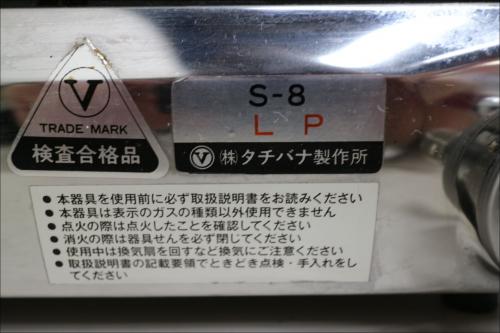 V
TRADE MARK
検査合格品
S-8
LP
V ㈱タチバナ製作所
●本器具を使用前に必ず取扱説明書をお読みください
●本器具は表示のガスの種類以外使用できません
●点火の際は点火したことを確認してください
●消火の際は器具せんを必ず閉じてください
●使用中は換気扇を回すなど換気にご注意ください
●取扱説明書の記載要領でときどき点検・手入れをし
てください